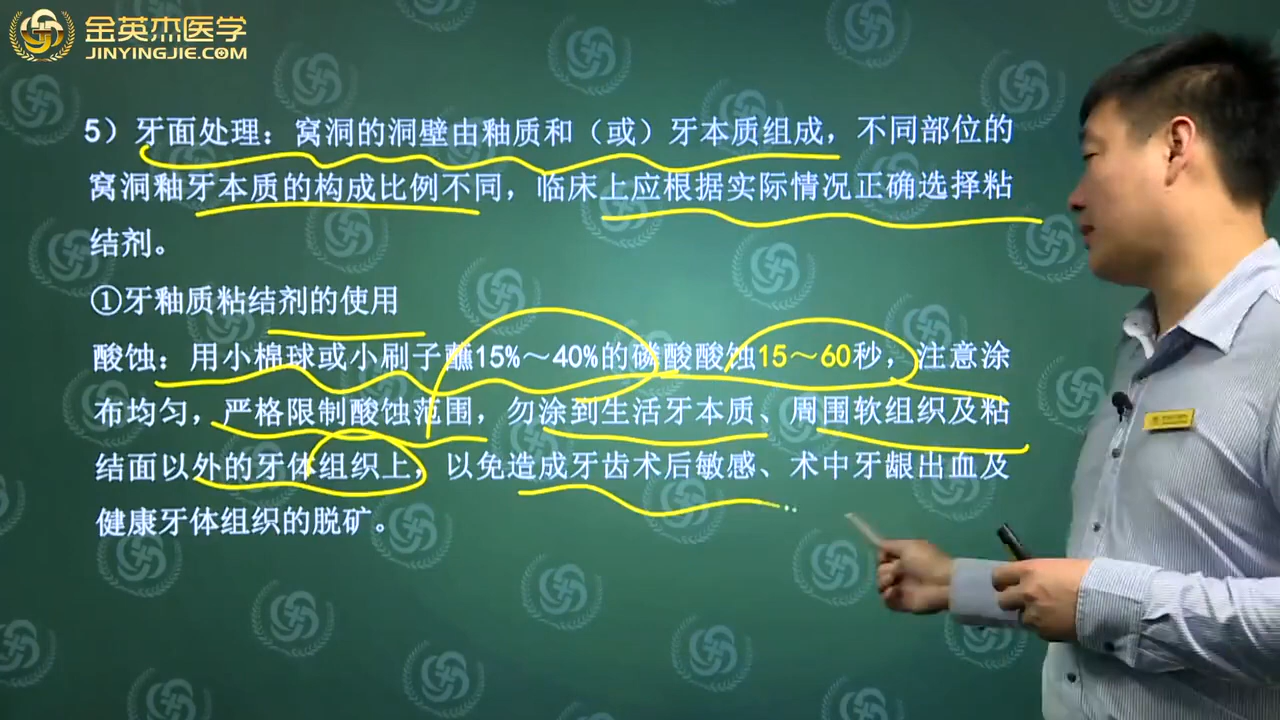 金英杰医学
JINYINGJIE.COM
5）牙面处理：窝洞的洞壁由釉质和（或）牙本质组成，不同部位的
窝洞釉牙本质的构成比例不同，临床上应根据实际情况正确选择粘
结剂。
①牙釉质粘结剂的使用
酸蚀：用小棉球或小刷子蘸15%～40%的磷酸酸蚀15～60秒，注意涂
布均匀，严格限制酸蚀范围，勿涂到生活牙本质、周围软组织及粘
结面以外的牙体组织上，以免造成牙齿术后敏感、术中牙龈出血及
健康牙体组织的脱矿。